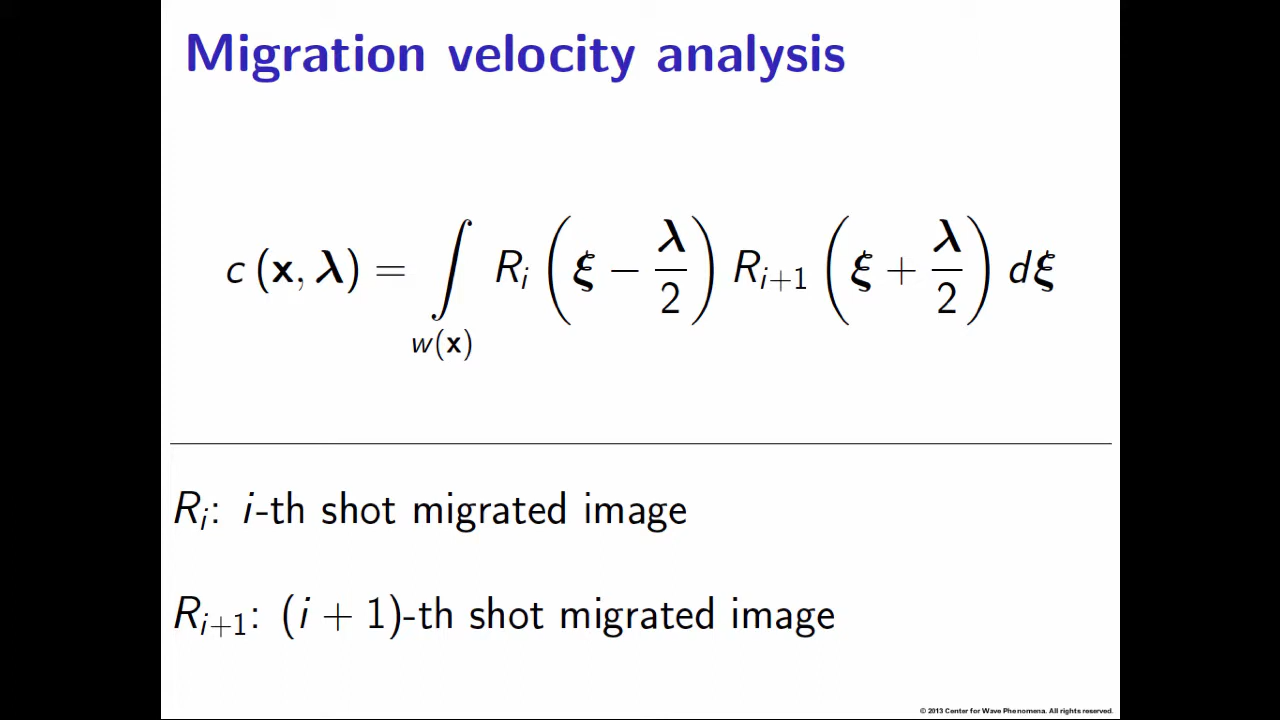 Migration velocity analysis
c (x, λ) = ∫_{w(x)} R_i (ξ − λ/2) R_{i+1} (ξ + λ/2) dξ
R_i: i-th shot migrated image
R_{i+1}: (i + 1)-th shot migrated image
© 2013 Center for Wave Phenomena. All rights reserved.